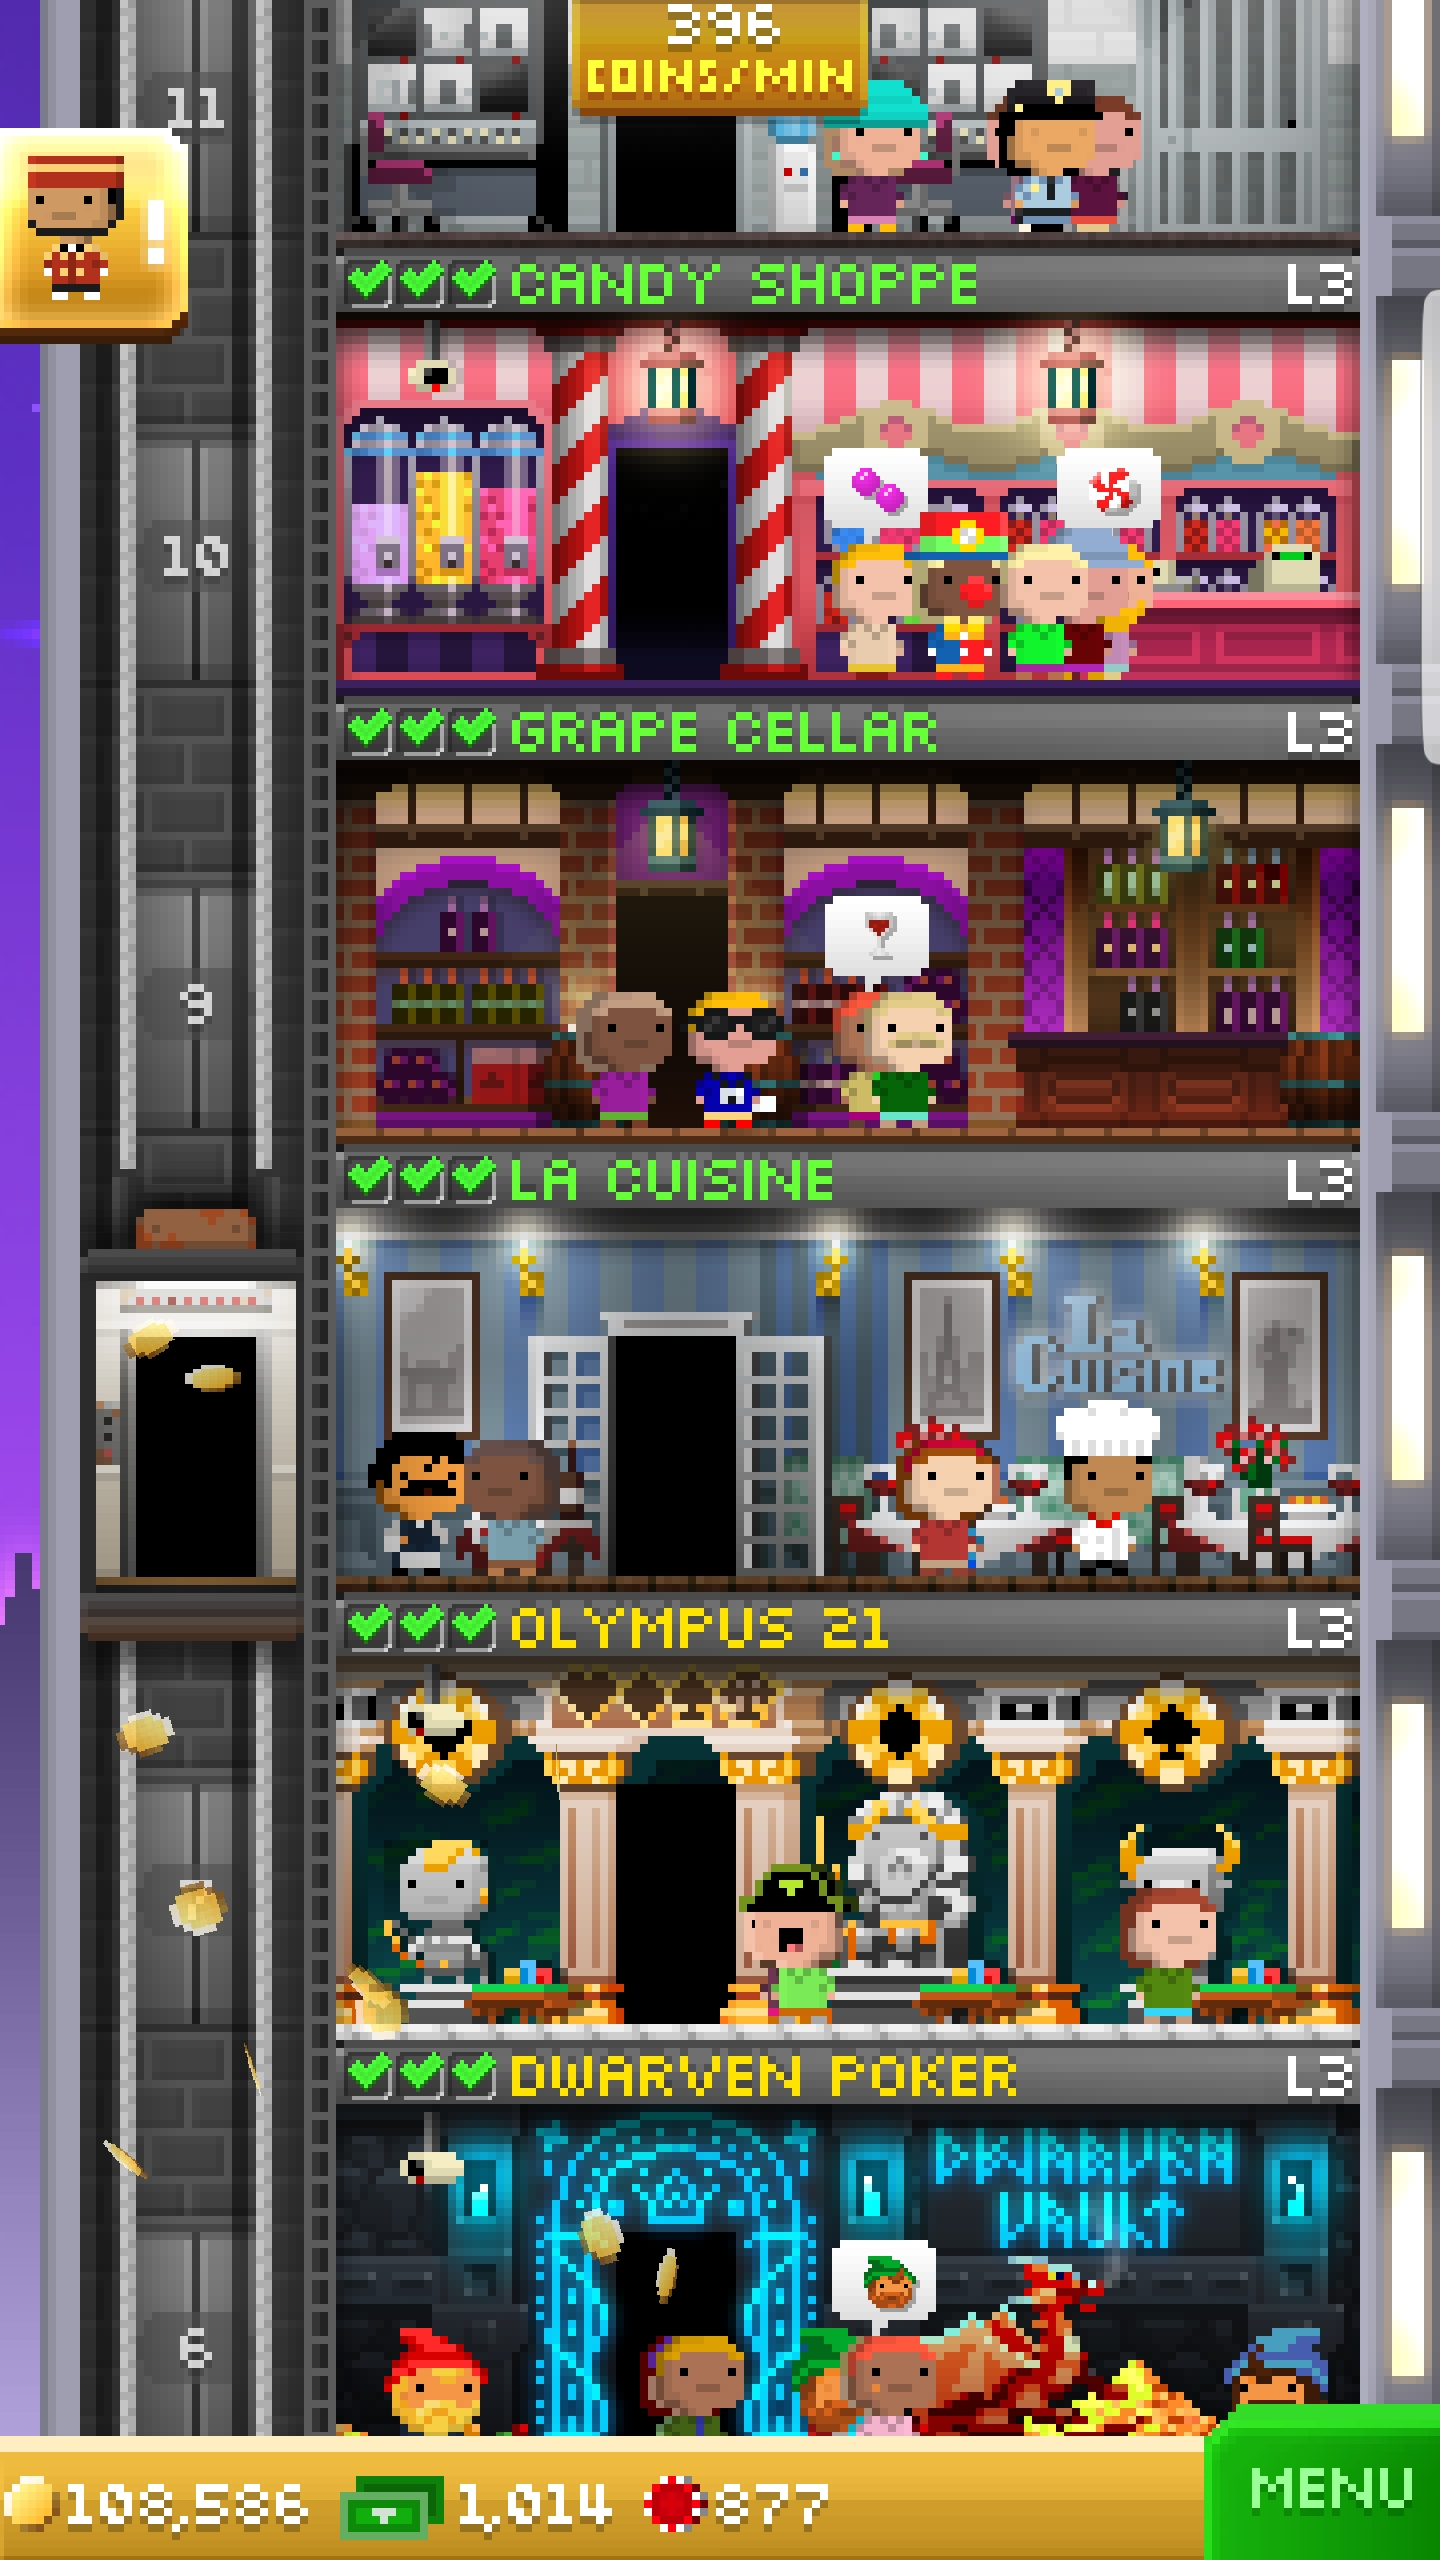 396
COINS/MIN
11
!
CANDY SHOPPE L3
10
GRAPE CELLAR L3
9
LA CUISINE L3
La
Cuisine
OLYMPUS 21 L3
DWARVEN POKER L3
DWARVEN
VAULT
6
108,586 1,014 877
MENU